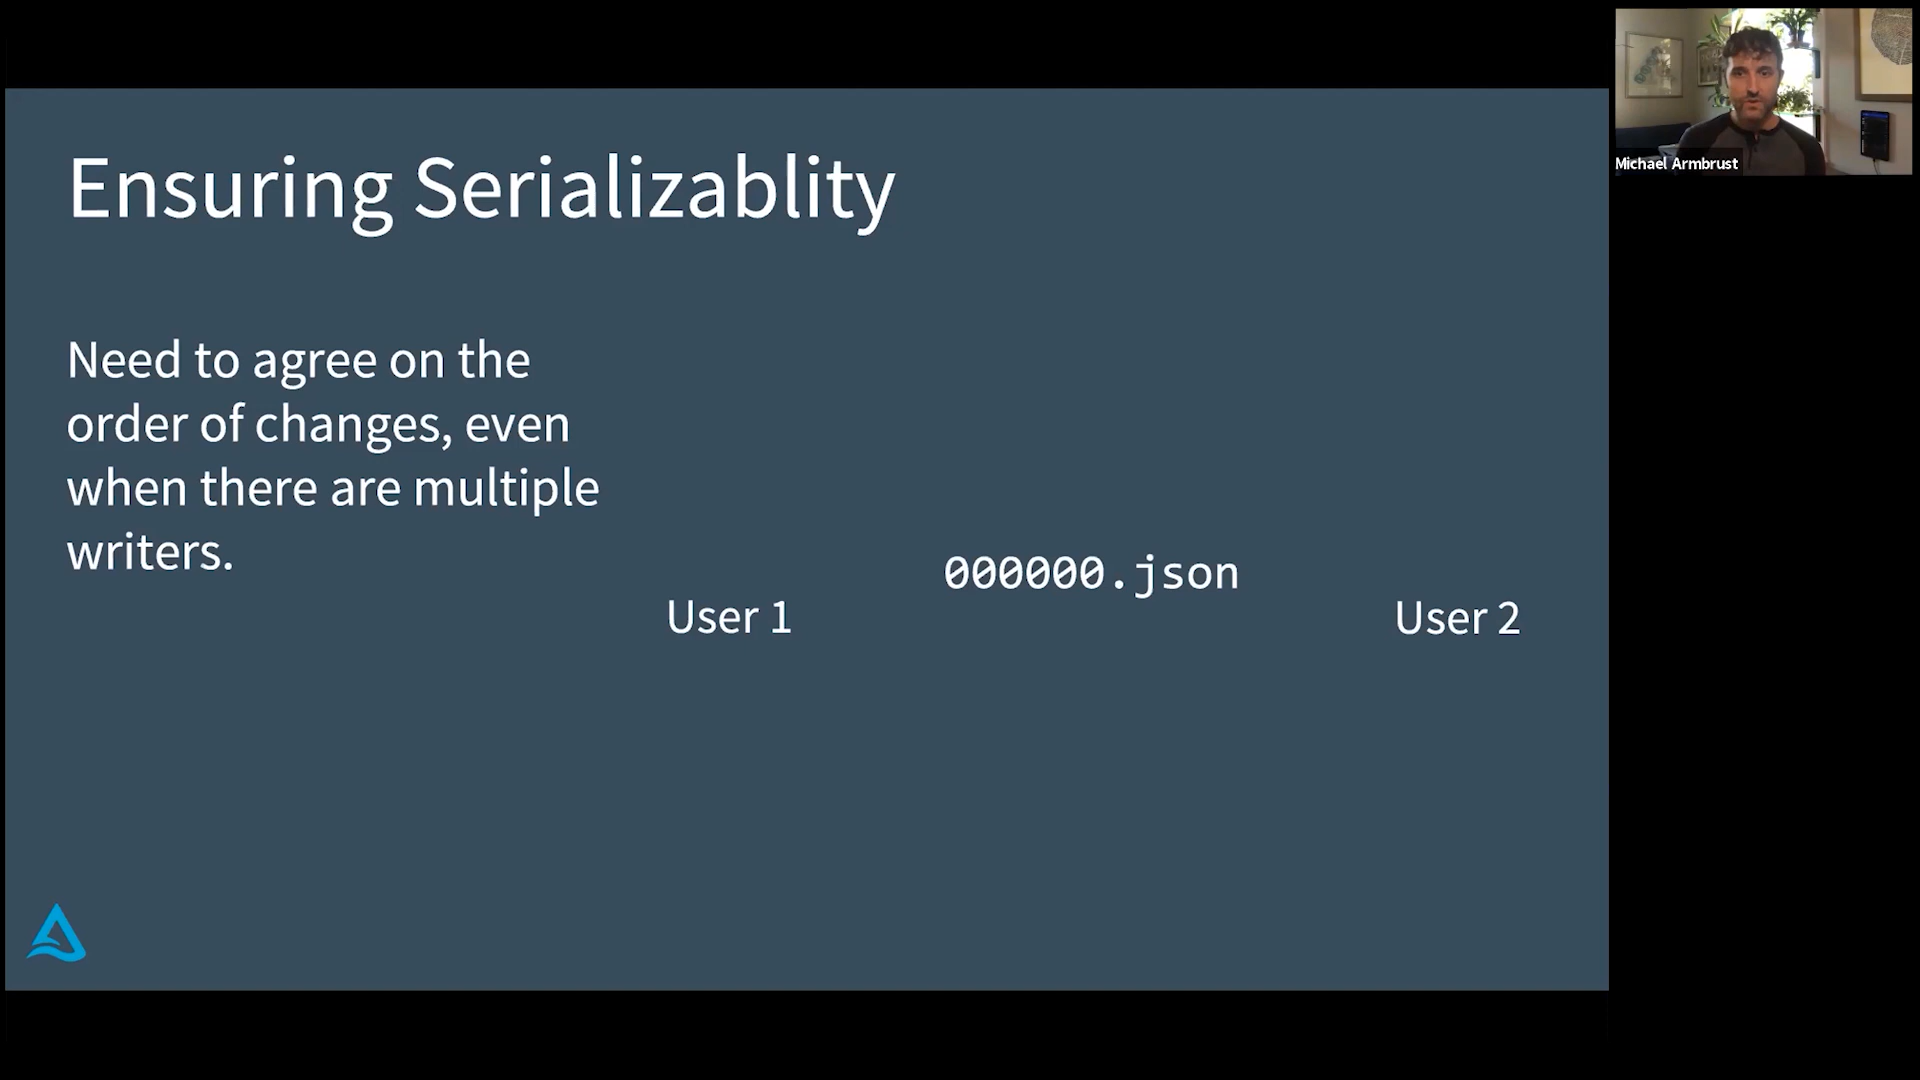 Ensuring Serializablity
Need to agree on the
order of changes, even
when there are multiple
writers.
000000.json
User 1
User 2
Michael Armbrust